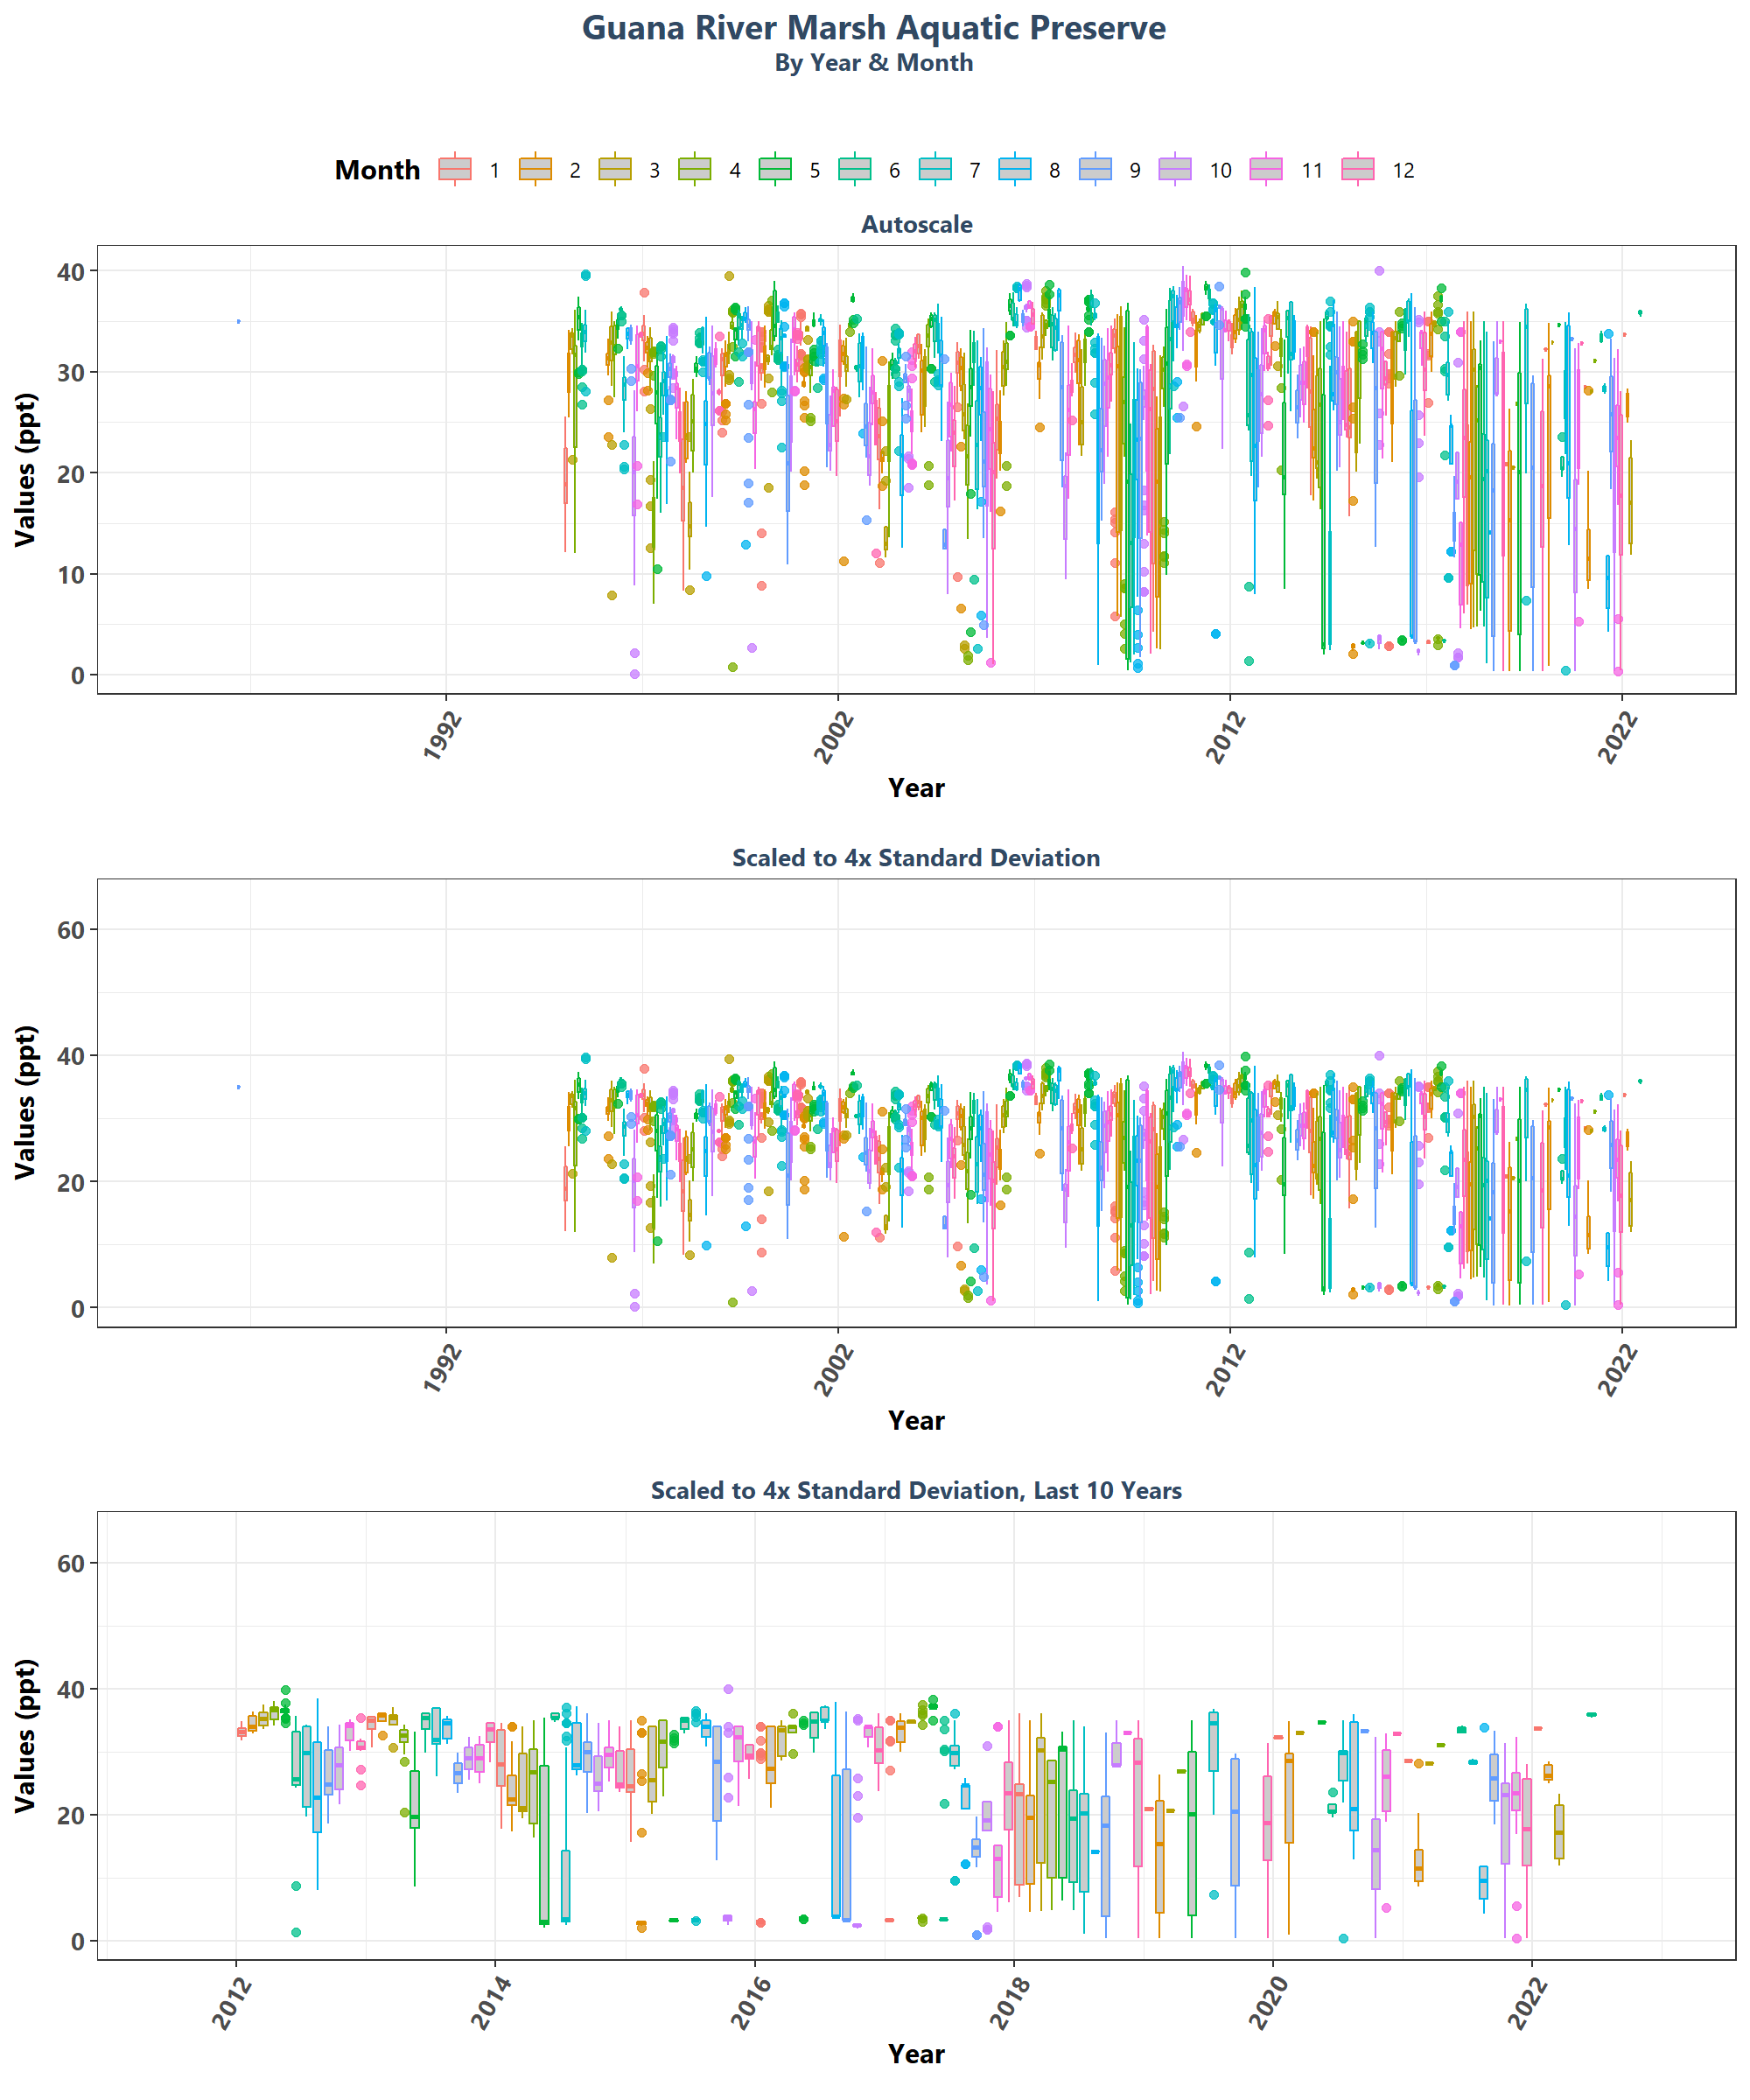 Guana River Marsh Aquatic Preserve
By Year & Month
Month 1 2 3 4 5 6 7 8 9 10 11 12
Autoscale
Values (ppt)
40
30
20
10
0
1992 2002 2012 2022
Year
Scaled to 4x Standard Deviation
Values (ppt)
60
40
20
0
1992 2002 2012 2022
Year
Scaled to 4x Standard Deviation, Last 10 Years
Values (ppt)
60
40
20
0
2012 2014 2016 2018 2020 2022
Year